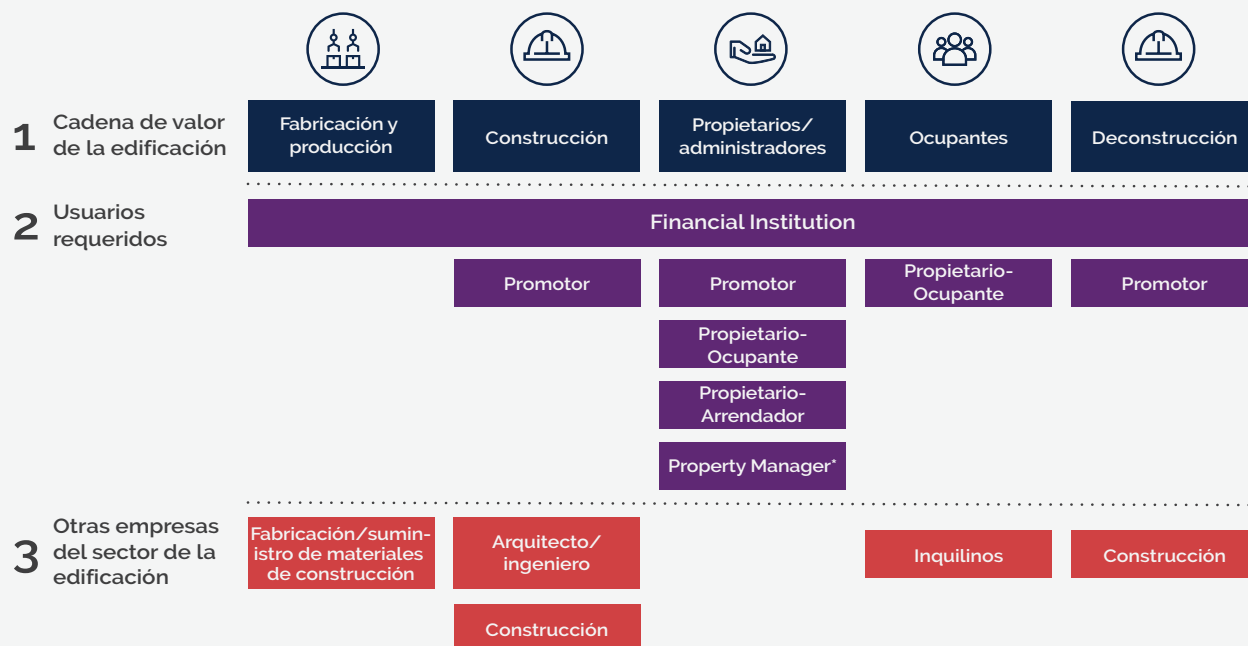 1
Cadena de valor
de la edificación
Fabricación y
producción
Construcción
Propietarios/
administradores
Ocupantes
Deconstrucción
2
Usuarios
requeridos
Financial Institution
Promotor
Promotor
Propietario-
Ocupante
Promotor
Propietario-
Ocupante
Propietario-
Arrendador
Property Manager*
3
Otras empresas
del sector de la
edificación
Fabricación/sumin-
istro de materiales
de construcción
Arquitecto/
ingeniero
Inquilinos
Construcción
Construcción